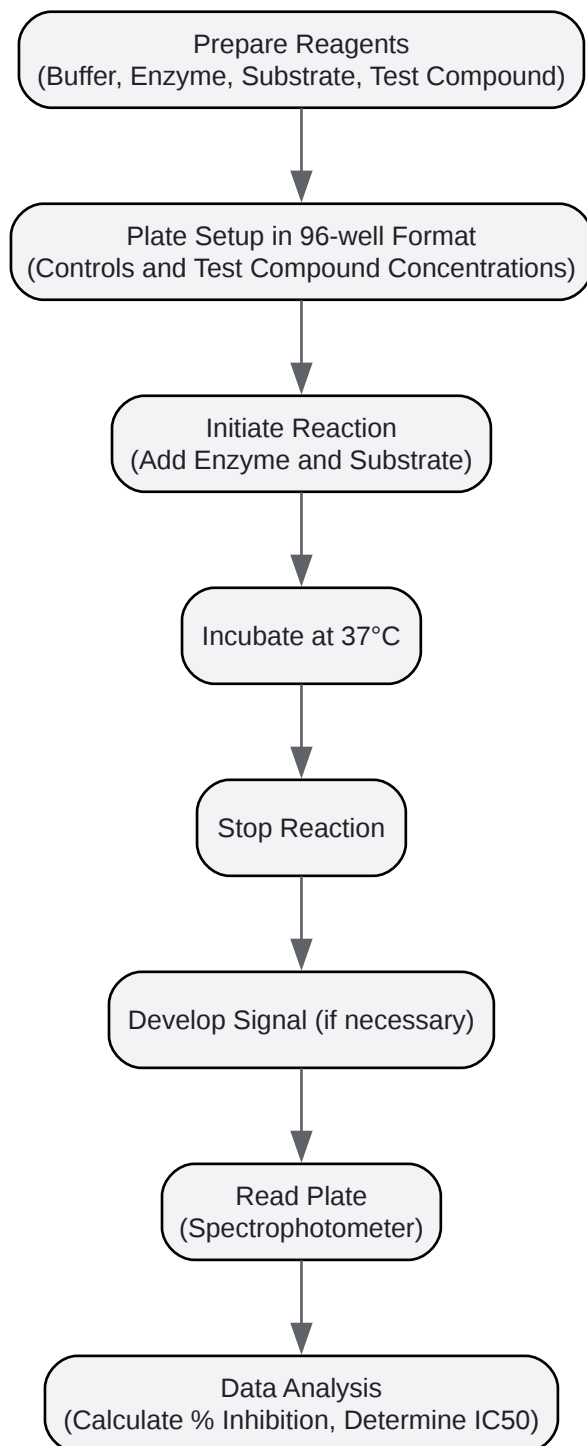 Prepare Reagents
(Buffer, Enzyme, Substrate, Test Compound)
Plate Setup in 96-well Format
(Controls and Test Compound Concentrations)
Initiate Reaction
(Add Enzyme and Substrate)
Incubate at 37°C
Stop Reaction
Develop Signal (if necessary)
Read Plate
(Spectrophotometer)
Data Analysis
(Calculate % Inhibition, Determine IC50)